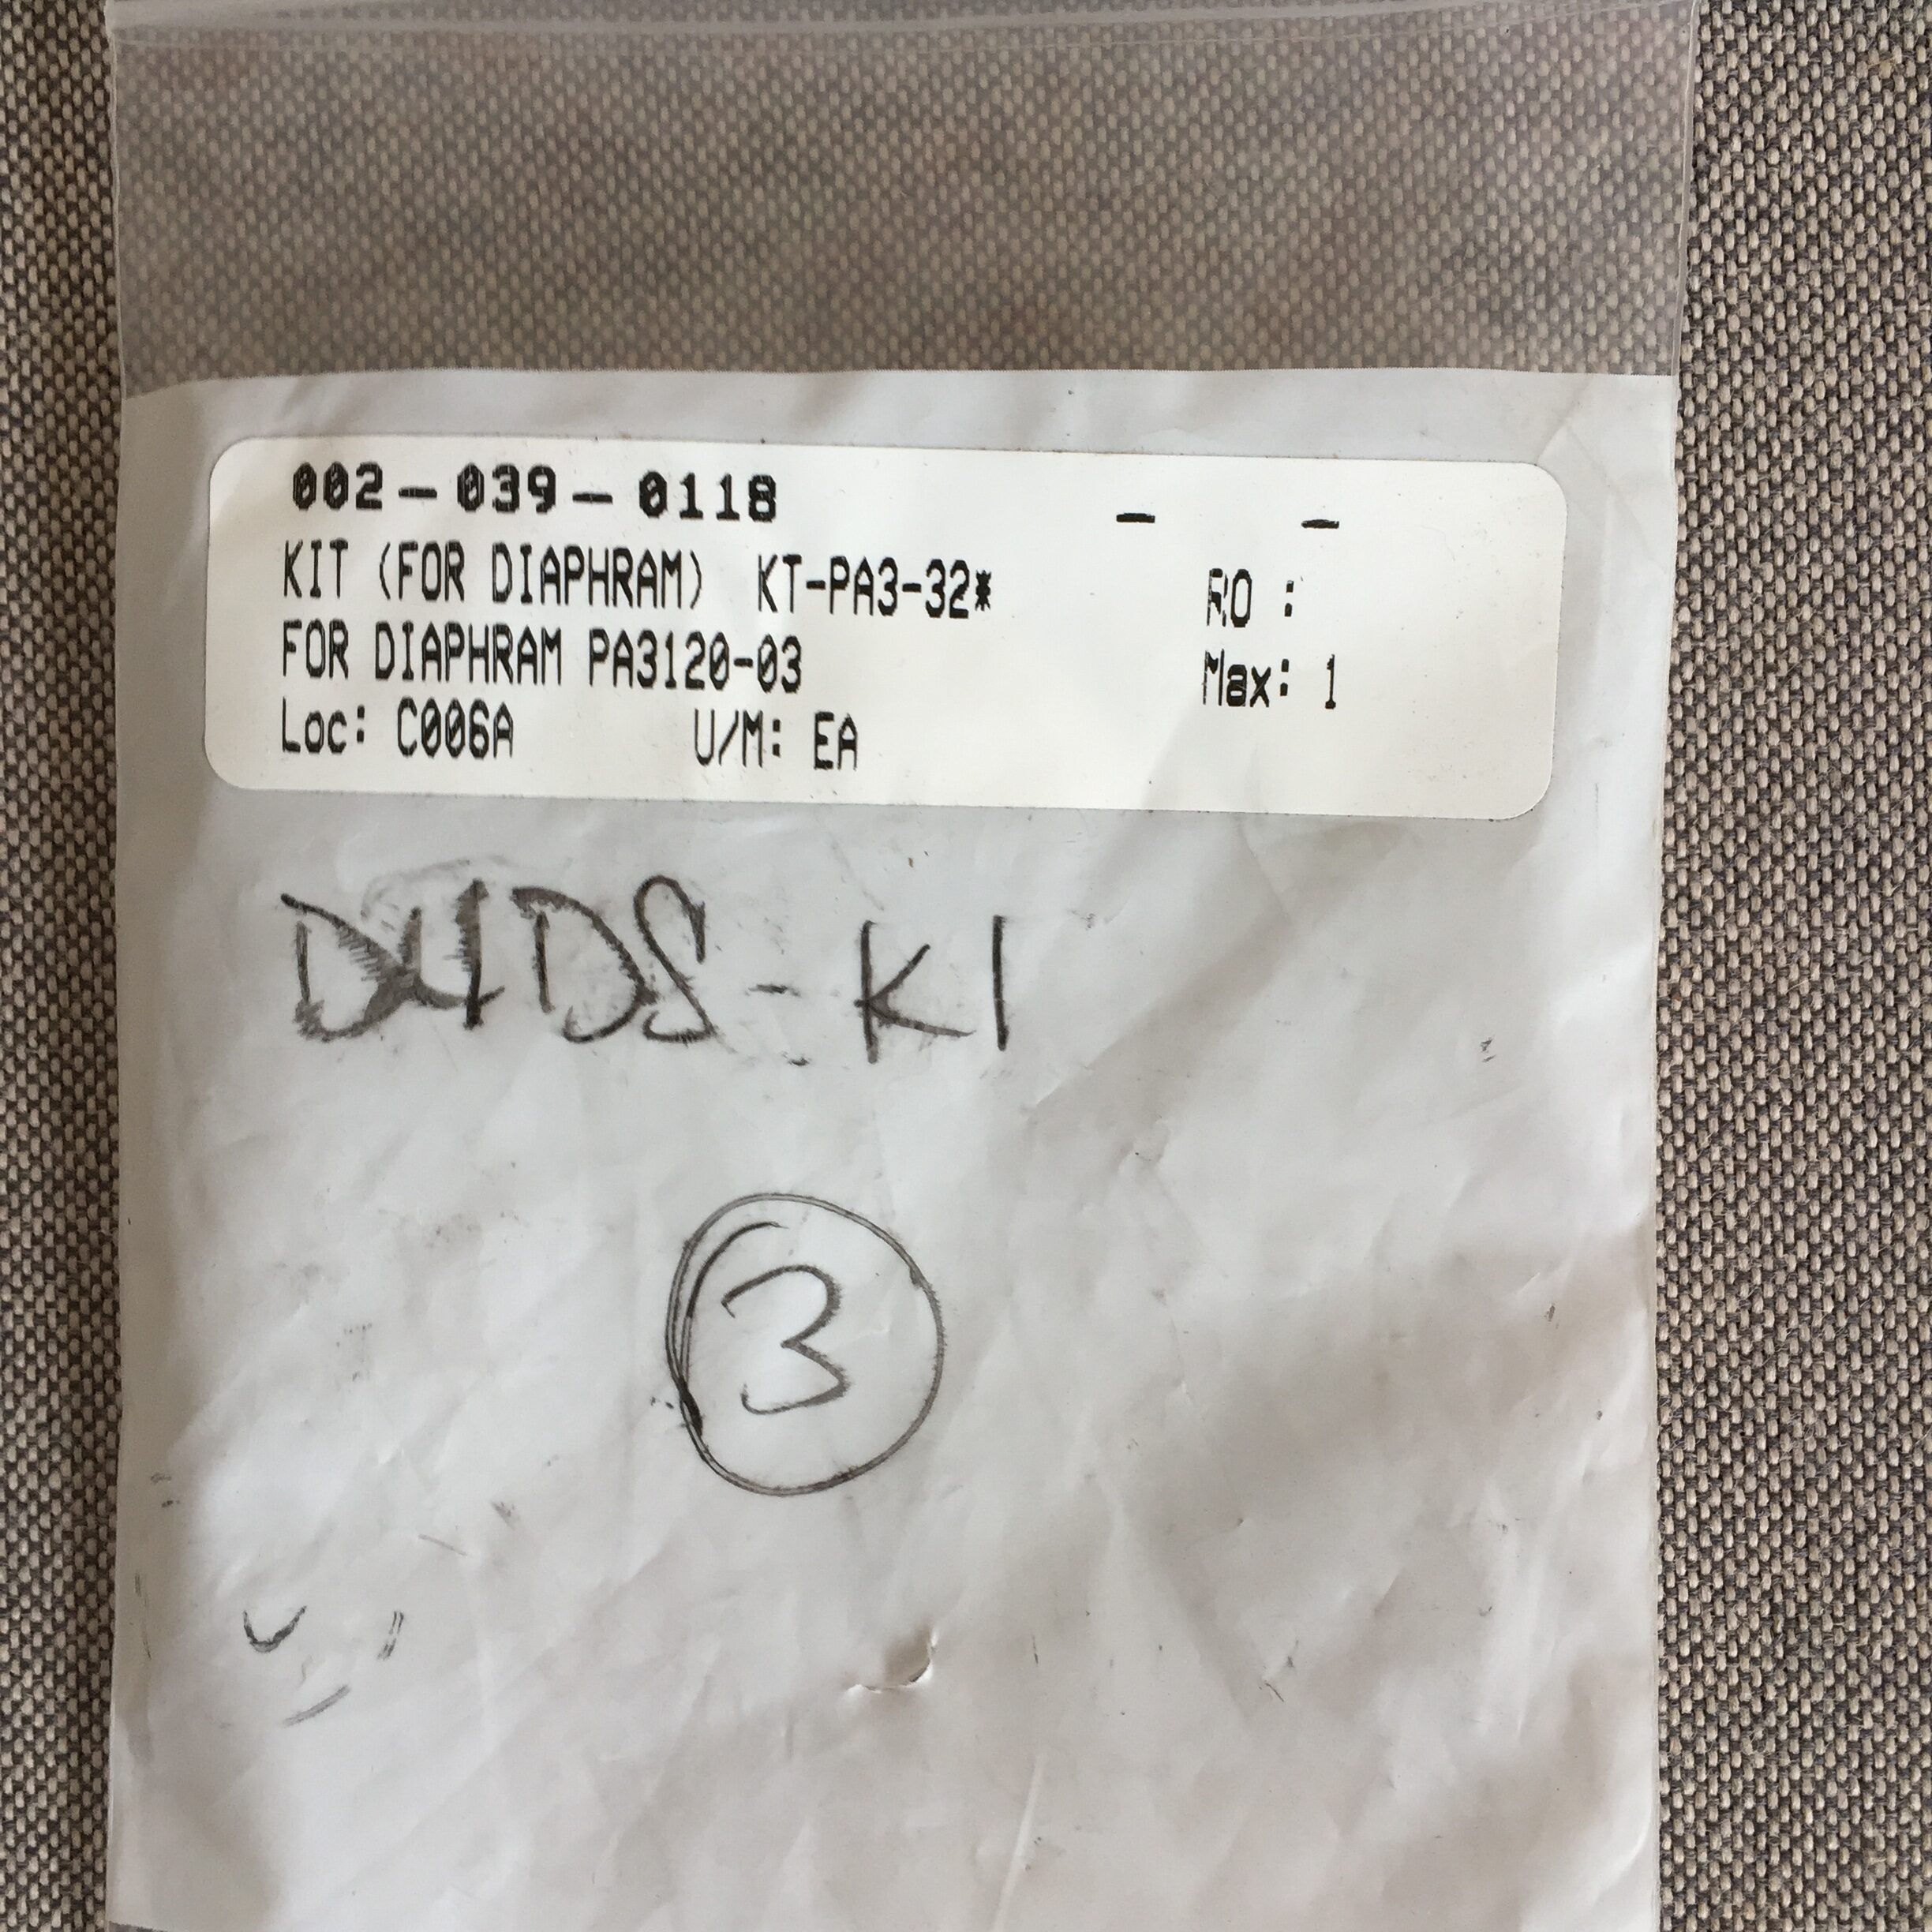 002-039-0118 - -
KIT (FOR DIAPHRAM) KT-PA3-32* RO :
FOR DIAPHRAM PA3120-03 Max: 1
Loc: C006A U/M: EA
D4DS-K1
3